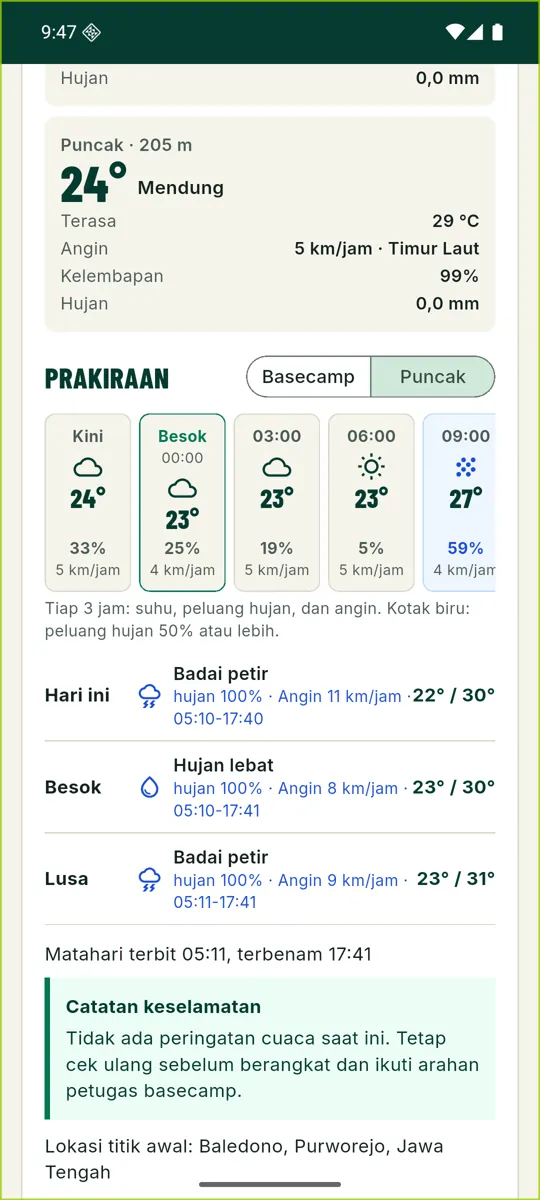 9:47
Hujan 0,0 mm
Puncak · 205 m
24° Mendung
Terasa 29 °C
Angin 5 km/jam · Timur Laut
Kelembapan 99%
Hujan 0,0 mm
PRAKIRAAN Basecamp Puncak
Kini Besok 03:00 06:00 09:00
00:00
24° 23° 23° 23° 27°
33% 25% 19% 5% 59%
5 km/jam 4 km/jam 5 km/jam 5 km/jam 4 km/jam
Tiap 3 jam: suhu, peluang hujan, dan angin. Kotak biru:
peluang hujan 50% atau lebih.
Badai petir
Hari ini hujan 100% · Angin 11 km/jam · 22° / 30°
05:10-17:40
Hujan lebat
Besok hujan 100% · Angin 8 km/jam · 23° / 30°
05:10-17:41
Badai petir
Lusa hujan 100% · Angin 9 km/jam · 23° / 31°
05:11-17:41
Matahari terbit 05:11, terbenam 17:41
Catatan keselamatan
Tidak ada peringatan cuaca saat ini. Tetap
cek ulang sebelum berangkat dan ikuti arahan
petugas basecamp.
Lokasi titik awal: Baledono, Purworejo, Jawa
Tengah